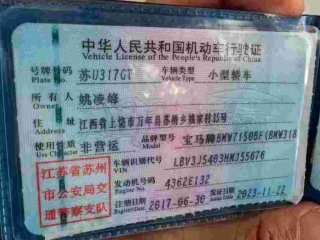 中华人民共和国机动车行驶证
Vehicle License of the People's Republic of China
号牌号码 苏U317GT 车辆类型 小型轿车
Plate No. Vehicle Type
所有人 姚凌峰
Owner
住址 江西省上饶市万年县苏桥乡姚家村35号
Address
使用性质 非营运 品牌型号 宝马牌BMW7150BF(BMW318
Use Character Model
江苏省苏州
市公安局交
通警察支队
车辆识别代号 LBV3J5403HMJ55676
VIN
发动机号码 4362E132
Engine No.
注册日期 2017-06-30 发证日期 2023-11-22
Register Date Issue Date